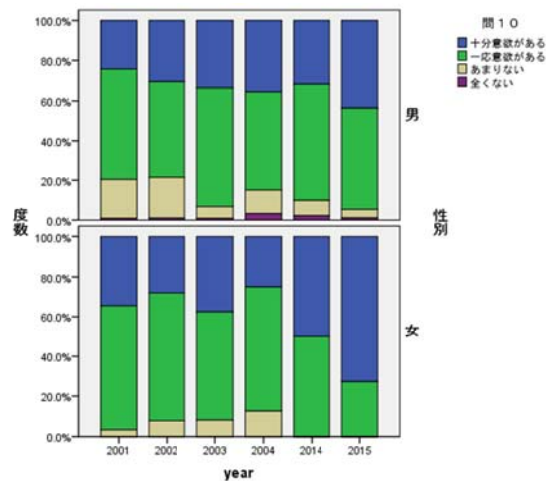 問１０
十分意欲がある
一応意欲がある
あまりない
全くない
100.0%
80.0%
60.0%
40.0%
20.0%
0.0%
男
度数
性別
100.0%
80.0%
60.0%
40.0%
20.0%
0.0%
女
2001 2002 2003 2004 2014 2015
year